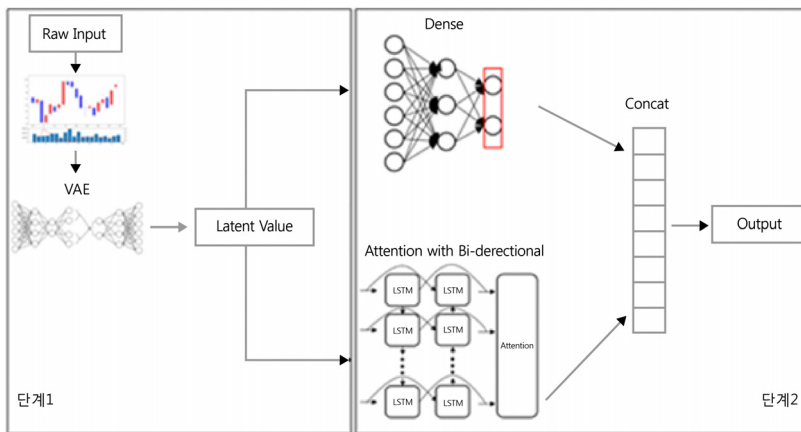 Raw Input
VAE
Latent Value
단계1
Dense
Attention with Bi-derectional
LSTM
LSTM
LSTM
LSTM
LSTM
LSTM
Attention
Concat
Output
단계2